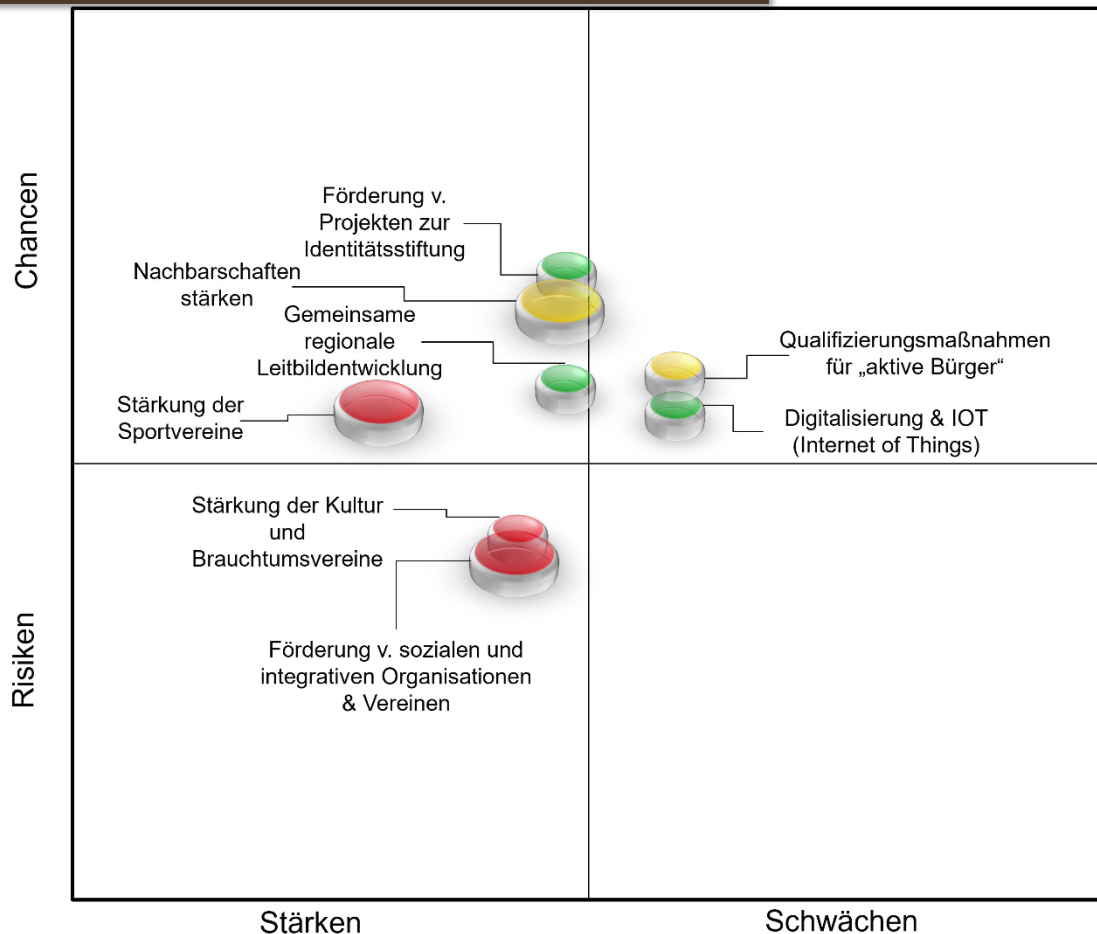 Chancen
Förderung v.
Projekten zur
Identitätsstiftung
Nachbarschaften
stärken
Gemeinsame
regionale
Leitbildentwicklung
Stärkung der
Sportvereine
Qualifizierungsmaßnahmen
für „aktive Bürger“
Digitalisierung & IOT
(Internet of Things)
Risiken
Stärkung der Kultur
und
Brauchtumsvereine
Förderung v. sozialen und
integrativen Organisationen
& Vereinen
Stärken
Schwächen